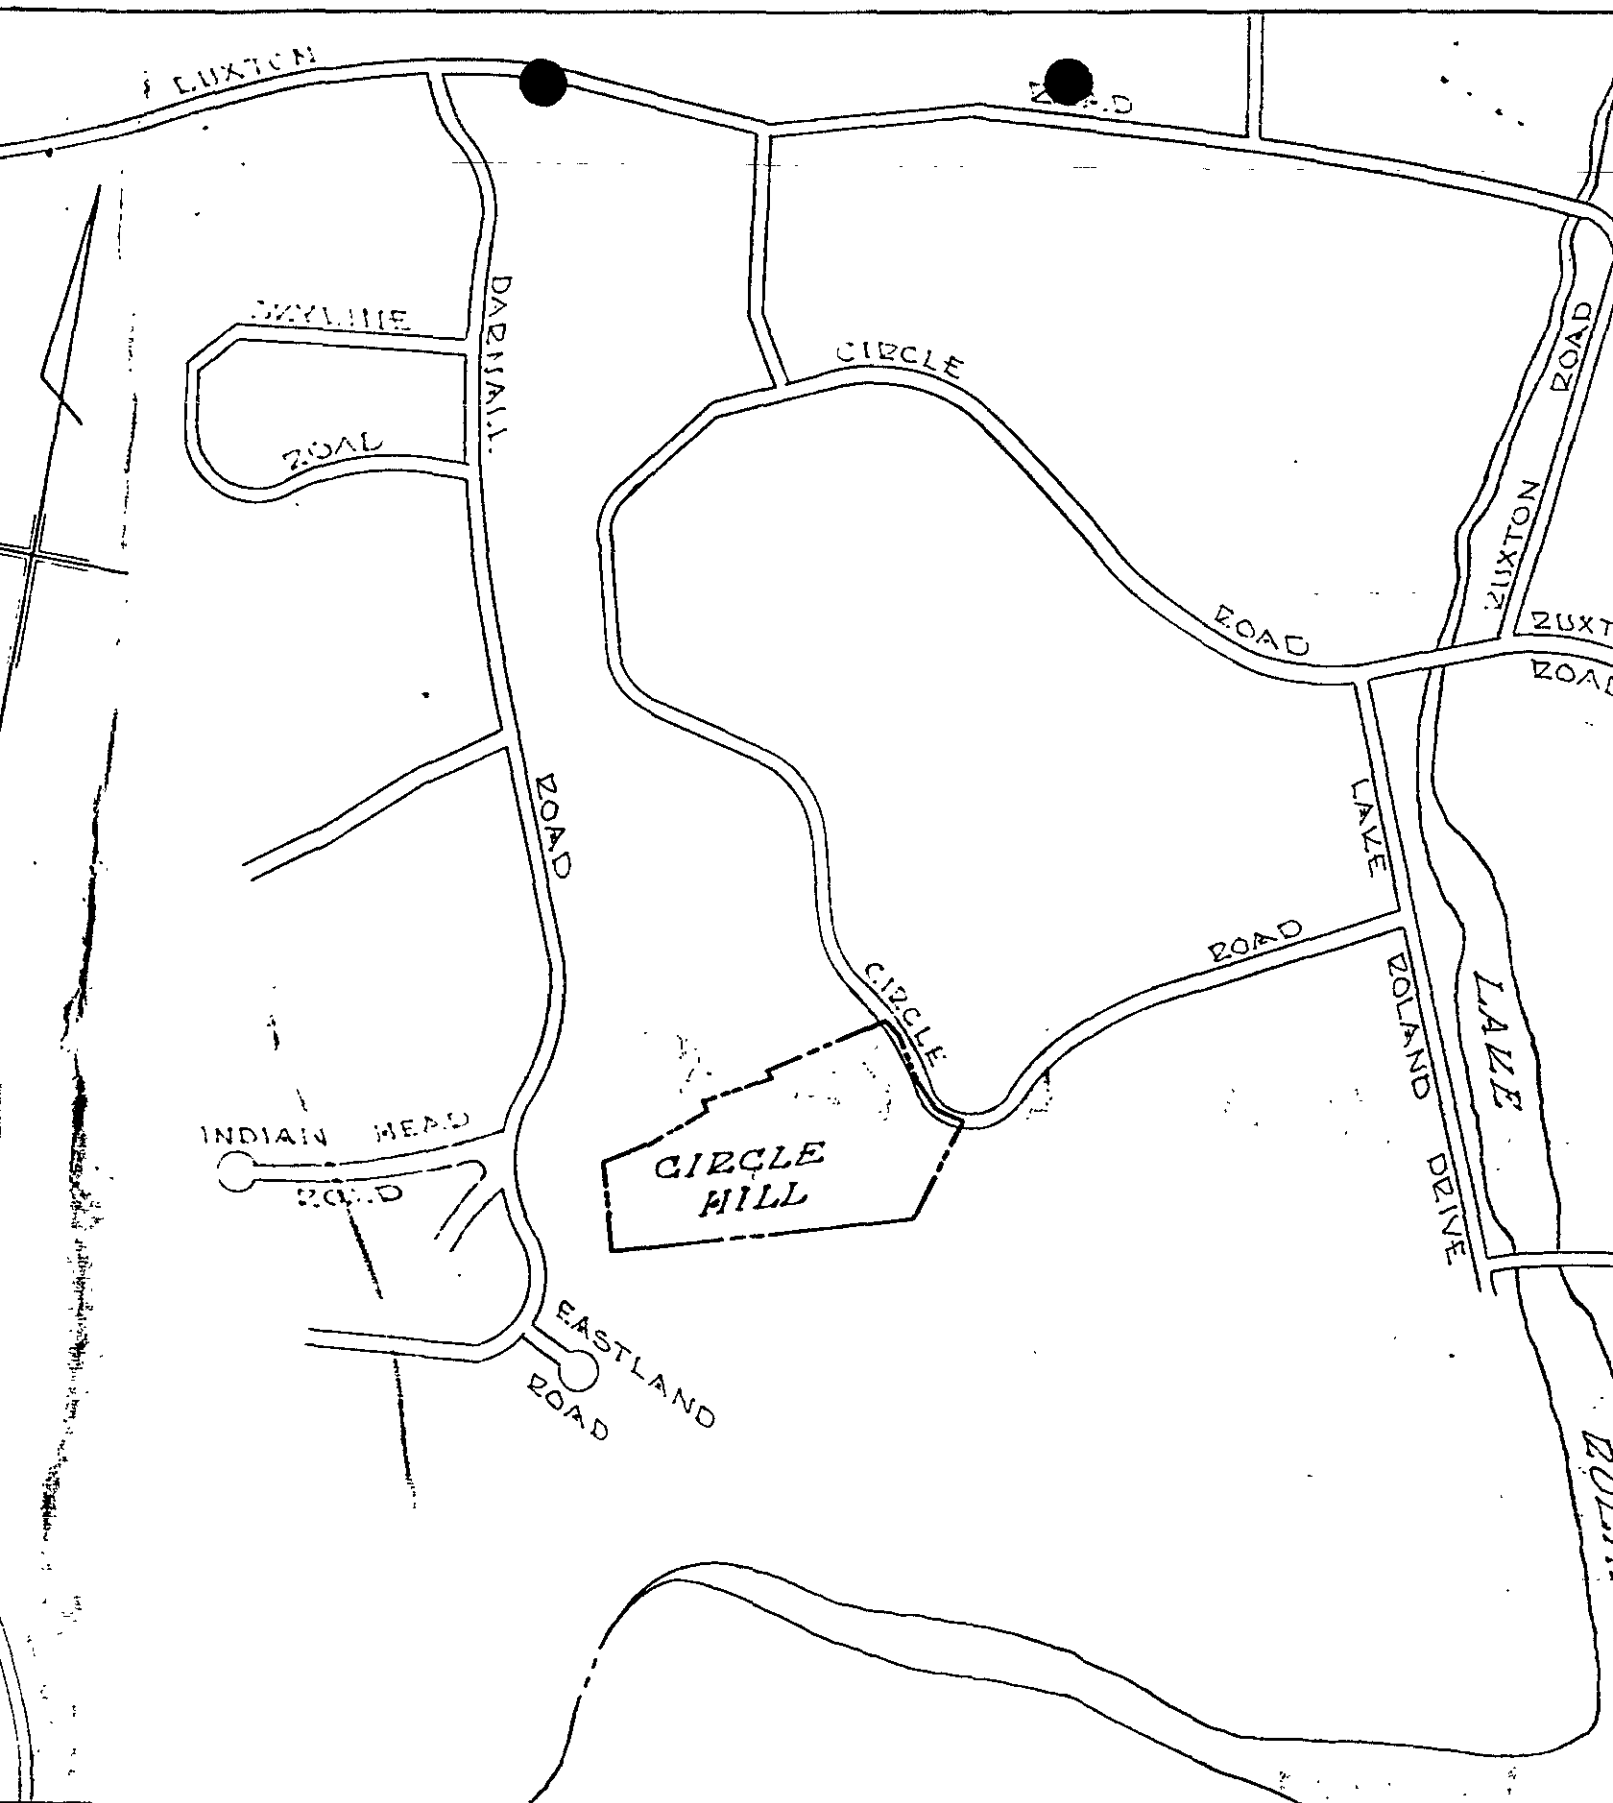 RUXTON
ROAD
SKYLINE
ROAD
DARNALL
ROAD
CIRCLE
ROAD
ROAD
RUXTON
ROAD
LAKE
ROLAND
DRIVE
CIRCLE
ROAD
LAKE
INDIAN HEAD
ROAD
CIRCLE
HILL
EASTLAND
ROAD